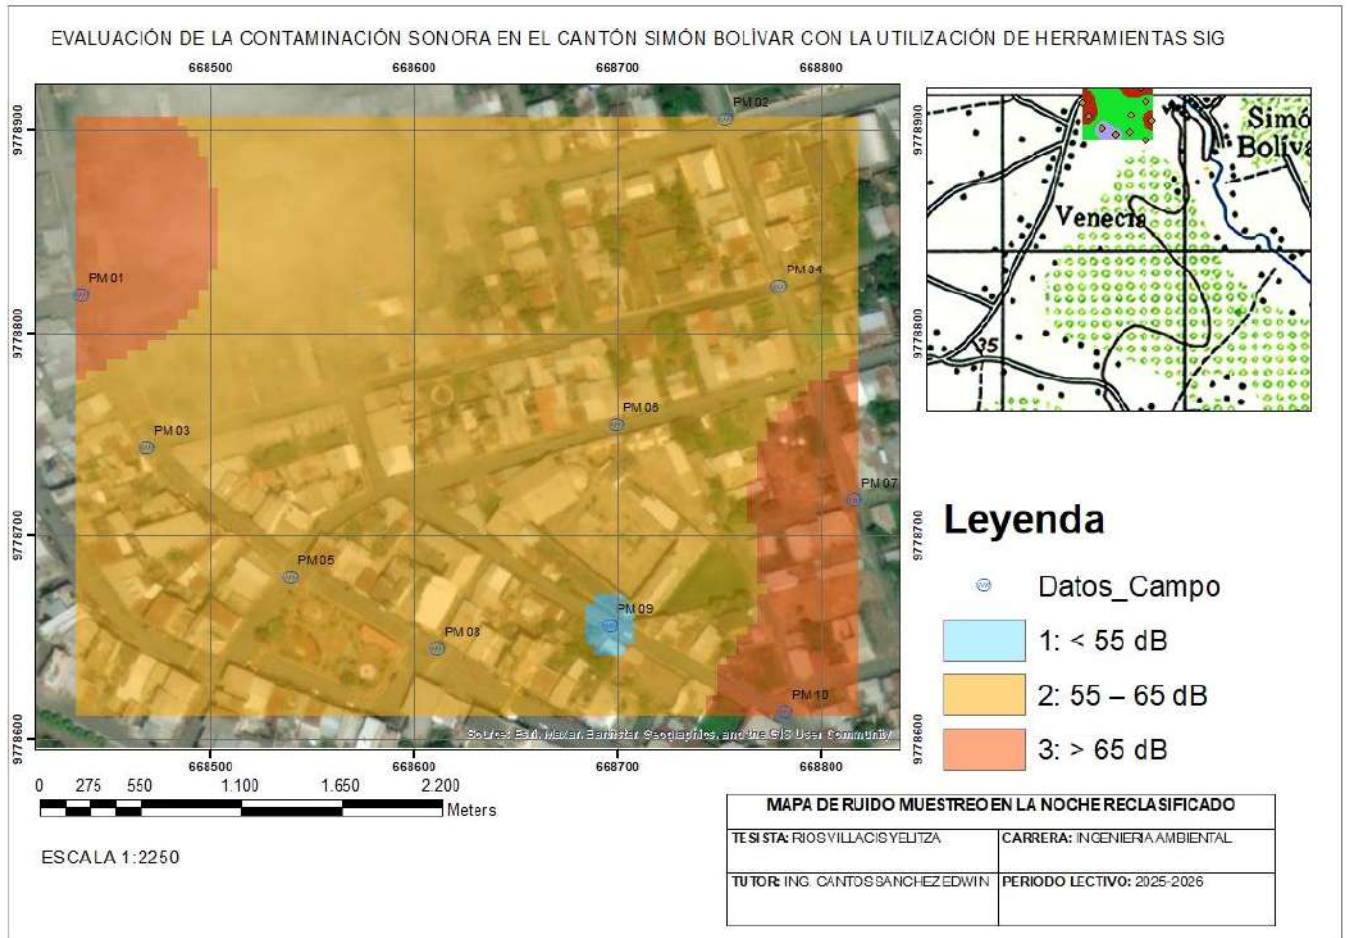 EVALUACIÓN DE LA CONTAMINACIÓN SONORA EN EL CANTÓN SIMÓN BOLÍVAR CON LA UTILIZACIÓN DE HERRAMIENTAS SIG
668500 668600 668700 668800
9778900 9778900
9778800 9778800
9778700 9778700
9778600 9778600
PM 02
PM 01
PM 04
PM 06
PM 03
PM 07
PM 05
PM 09
PM 08
PM 10
Source: Esri, Maxar, Earthstar Geographics, and the GIS User Community
668500 668600 668700 668800
0 275 550 1.100 1.650 2.200
Meters
ESCALA 1:2250
Simó
Bolíva
Venecia
35
Leyenda
Datos_Campo
1: < 55 dB
2: 55 – 65 dB
3: > 65 dB
MAPA DE RUIDO MUESTREO EN LA NOCHE RECLASIFICADO
TESISTA: RIOS VILLACIS YELITZA CARRERA: INGENIERIA AMBIENTAL
TUTOR: ING. CANTOS SANCHEZ EDWIN PERIODO LECTIVO: 2025-2026